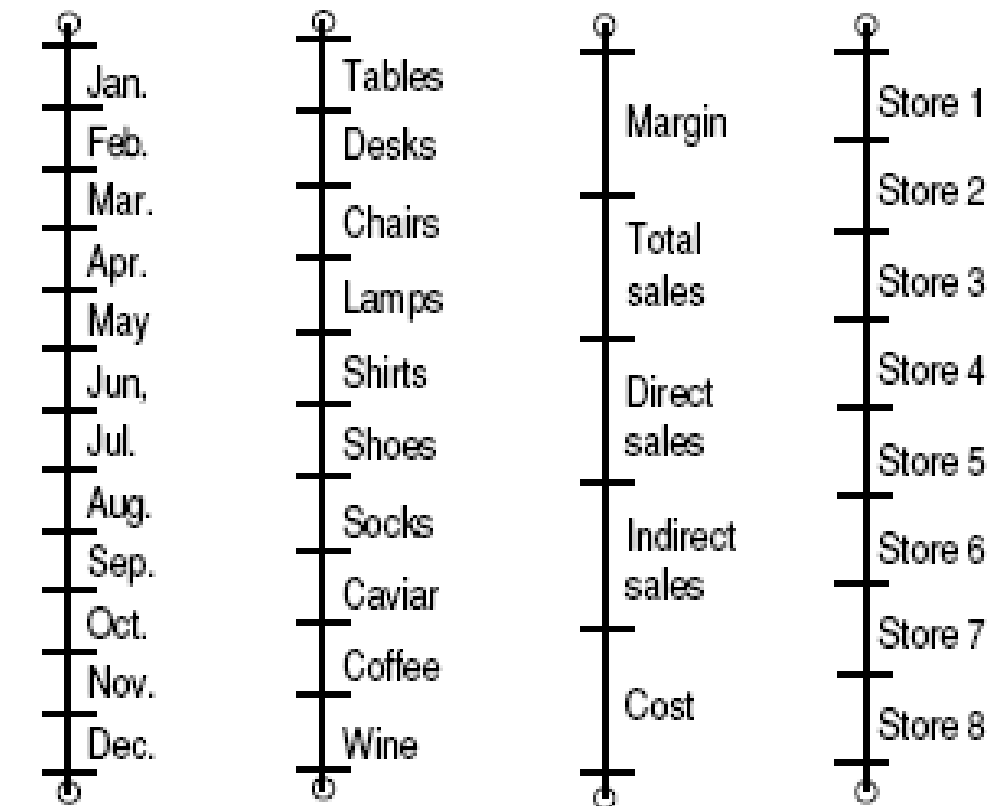 Jan.
Feb.
Mar.
Apr.
May
Jun,
Jul.
Aug.
Sep.
Oct.
Nov.
Dec.
Tables
Desks
Chairs
Lamps
Shirts
Shoes
Socks
Caviar
Coffee
Wine
Margin
Total
sales
Direct
sales
Indirect
sales
Cost
Store 1
Store 2
Store 3
Store 4
Store 5
Store 6
Store 7
Store 8